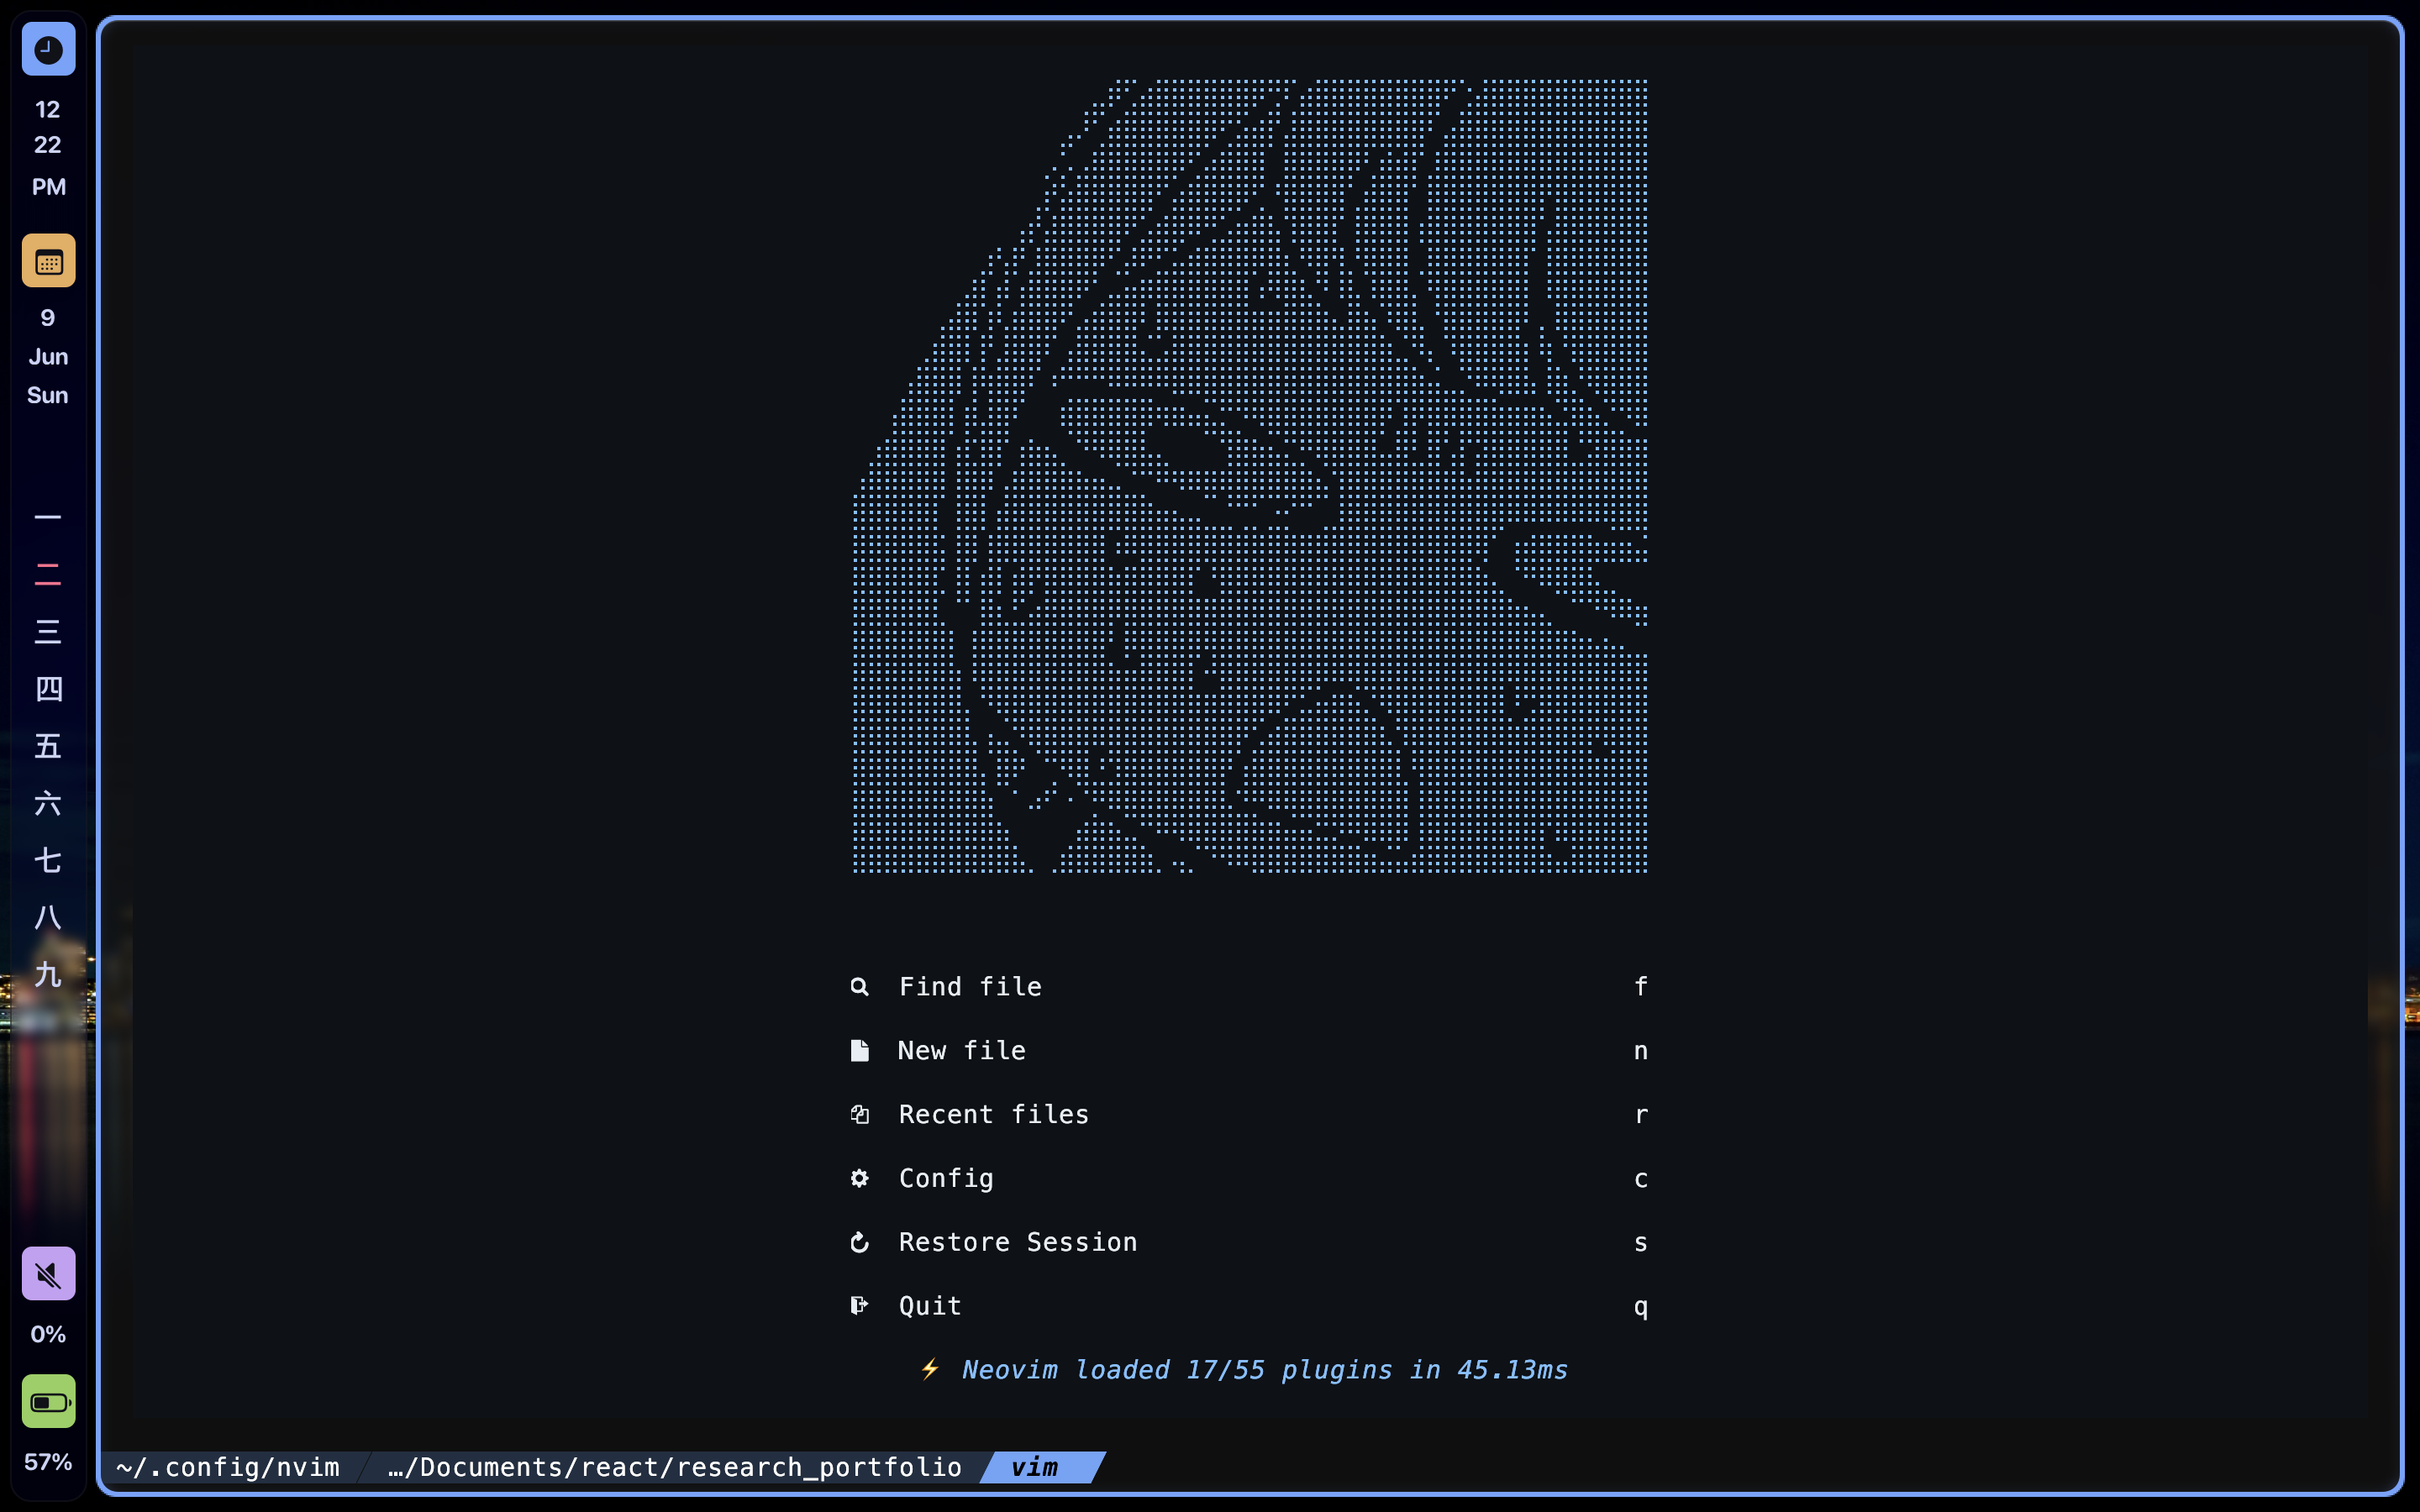 12
22
PM
9
Jun
Sun
一
二
三
四
五
六
七
八
九
0%
57%
Find file f
New file n
Recent files r
Config c
Restore Session s
Quit q
⚡ Neovim loaded 17/55 plugins in 45.13ms
~/.config/nvim …/Documents/react/research_portfolio vim